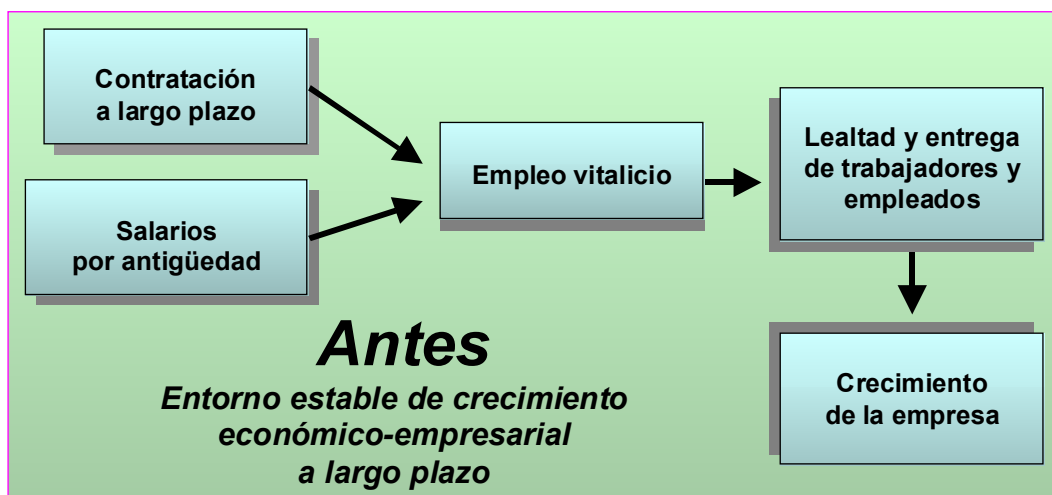 Contratación
a largo plazo
Salarios
por antigüedad
Empleo vitalicio
Lealtad y entrega
de trabajadores y
empleados
Crecimiento
de la empresa
Antes
Entorno estable de crecimiento
económico-empresarial
a largo plazo